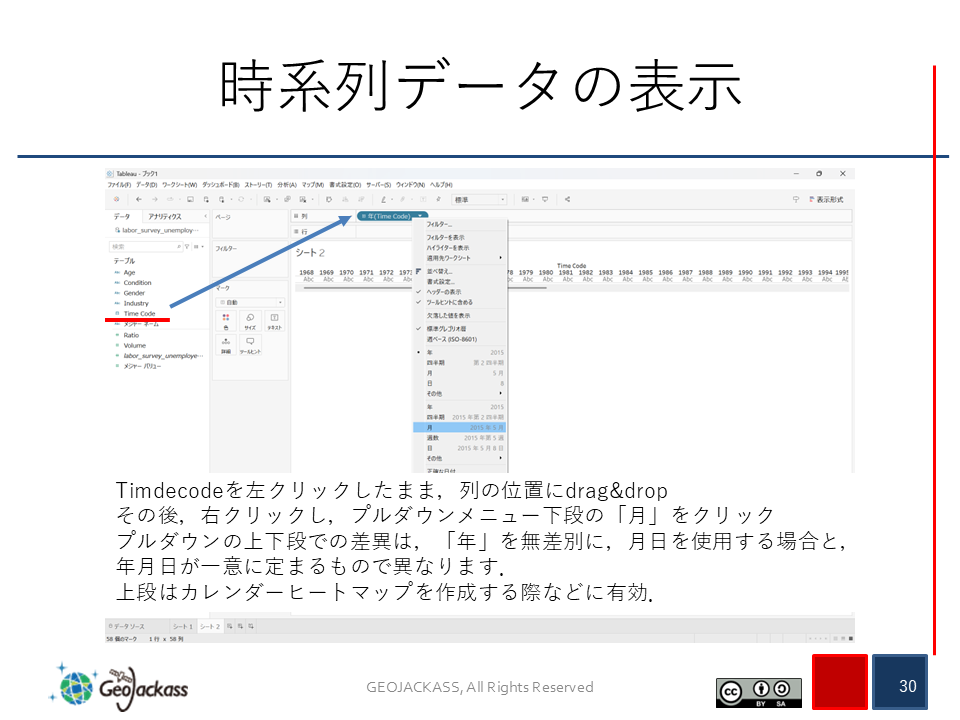 時系列データの表示
Tableau - ブック1
ファイル(F) データ(D) ワークシート(W) ダッシュボード(B) ストーリー(T) 分析(A) マップ(M) 書式設定(O) サーバー(S) ウィンドウ(N) ヘルプ(H)
標準
表示形式
データ アナリティクス
labor_survey_unemploy...
検索
テーブル
Age
Condition
Gender
Industry
Time Code
メジャー ネーム
Ratio
Volume
labor_survey_unemploye...
メジャー バリュー
ページ
フィルター
マーク
自動
色 サイズ テキスト
詳細 ツールヒント
列 年(Time Code)
行
シート 2
Time Code
1968 1969 1970 1971 1972 1979 1980 1981 1982 1983 1984 1985 1986 1987 1988 1989 1990 1991 1992 1993 1994
Abc Abc Abc Abc Abc Abc Abc Abc Abc Abc Abc Abc Abc Abc Abc Abc Abc Abc Abc Abc Abc
フィルター...
フィルターを表示
ハイライターを表示
適用先ワークシート
並べ替え...
書式設定...
ヘッダーの表示
ツールヒントに含める
欠落した値を表示
標準グレゴリオ暦
週ベース (ISO-8601)
年 2015
四半期 第 2 四半期
月 5 月
日 8
その他
年 2015
四半期 2015 年第 2 四半期
月 2015 年 5 月
週数 2015 年第 5 週
日 2015 年 5 月 8 日
その他
正確な日付
Timdecodeを左クリックしたまま，列の位置にdrag&drop
その後，右クリックし，プルダウンメニュー下段の「月」をクリック
プルダウンの上下段での差異は，「年」を無差別に，月日を使用する場合と，
年月日が一意に定まるもので異なります．
上段はカレンダーヒートマップを作成する際などに有効．
データ ソース シート 1 シート 2
58 個のマーク 1 行 x 58 列
GeoJackass
GEOJACKASS, All Rights Reserved
cc BY SA
30